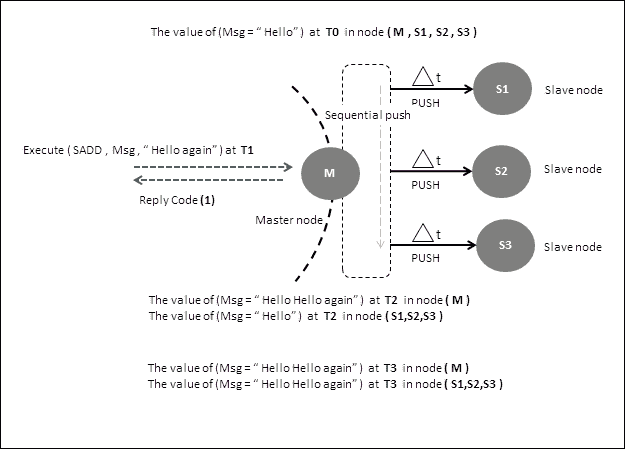 The value of (Msg = “ Hello” ) at T0 in node ( M , S1 , S2 , S3 )
△ t
S1
Slave node
PUSH
Sequential push
Execute ( SADD , Msg , “ Hello again” ) at T1
△ t
M
S2
Slave node
PUSH
Reply Code (1)
Master node
△ t
S3
Slave node
PUSH
The value of (Msg = “ Hello Hello again” ) at T2 in node ( M )
The value of (Msg = “ Hello” ) at T2 in node ( S1,S2,S3 )
The value of (Msg = “ Hello Hello again” ) at T3 in node ( M )
The value of (Msg = “ Hello Hello again” ) at T3 in node ( S1,S2,S3 )